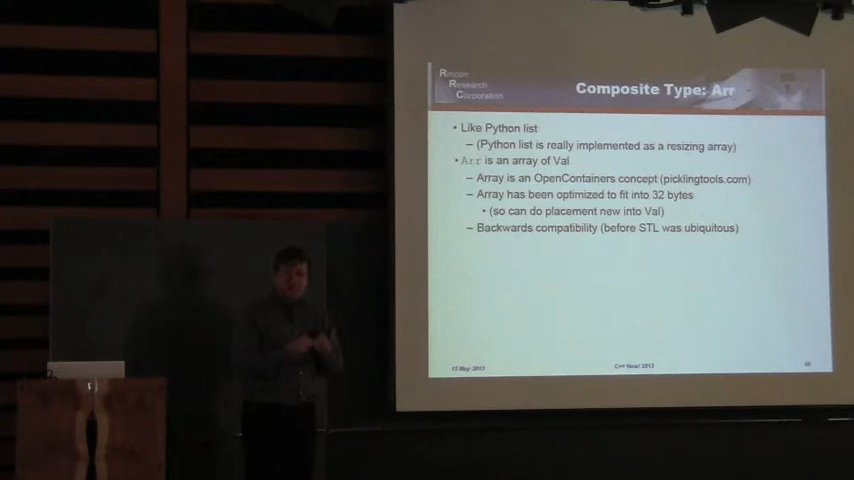 Rincon
Research
Corporation
Composite Type: Arr
• Like Python list
– (Python list is really implemented as a resizing array)
• Arr is an array of Val
– Array is an OpenContainers concept (picklingtools.com)
– Array has been optimized to fit into 32 bytes
• (so can do placement new into Val)
– Backwards compatibility (before STL was ubiquitous)
15-May-2013
C++ Now! 2013